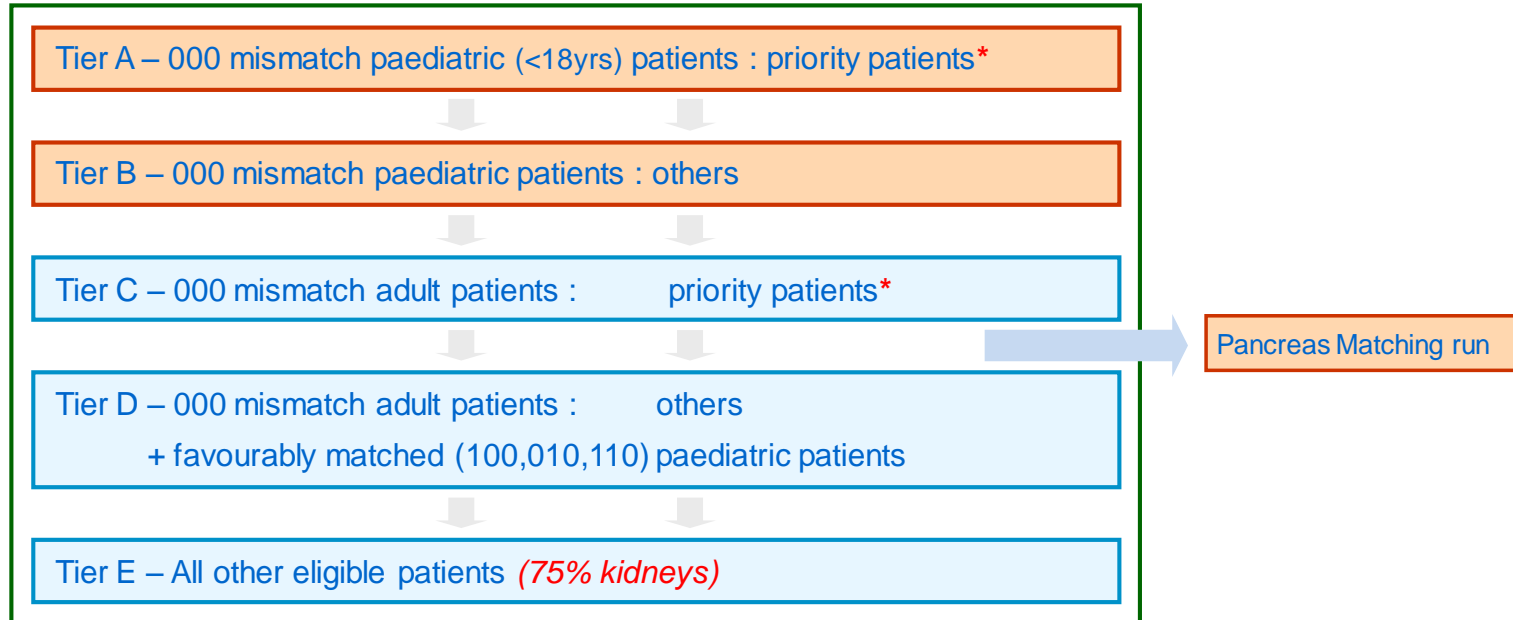 Tier A – 000 mismatch paediatric (<18yrs) patients : priority patients*
Tier B – 000 mismatch paediatric patients : others
Tier C – 000 mismatch adult patients : priority patients*
Pancreas Matching run
Tier D – 000 mismatch adult patients : others
+ favourably matched (100,010,110) paediatric patients
Tier E – All other eligible patients (75% kidneys)